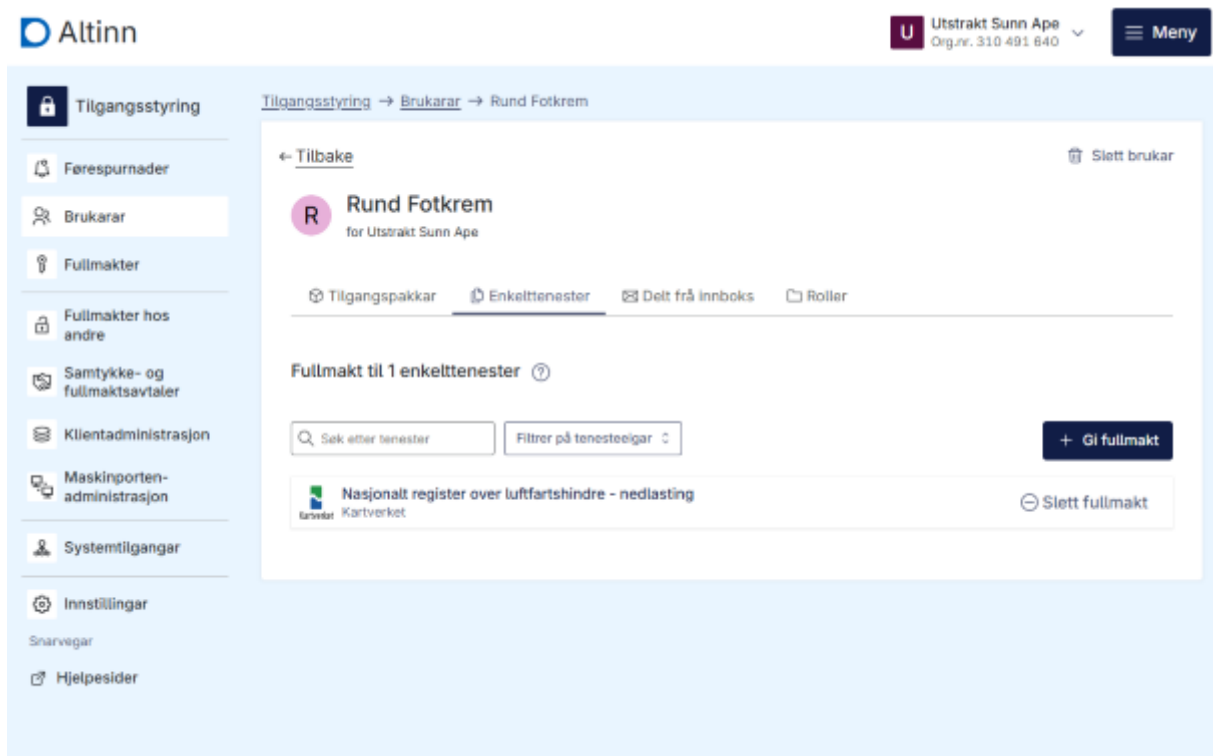 Altinn
U
Utstrakt Sunn Ape
Org.nr. 310 491 640
Meny
Tilgangsstyring
Førespurnader
Brukarar
Fullmakter
Fullmakter hos
andre
Samtykke- og
fullmaktsavtaler
Klientadministrasjon
Maskinporten-
administrasjon
Systemtilgangar
Innstillingar
Snarvegar
Hjelpesider
Tilgangsstyring → Brukarar → Rund Fotkrem
← Tilbake
Slett brukar
R
Rund Fotkrem
for Utstrakt Sunn Ape
Tilgangspakkar
Enkelttenester
Delt frå innboks
Roller
Fullmakt til 1 enkelttenester ?
Søk etter tenester
Filtrer på tenesteeigar
+ Gi fullmakt
Nasjonalt register over luftfartshindre - nedlasting
Kartverket
Kartverket
Slett fullmakt